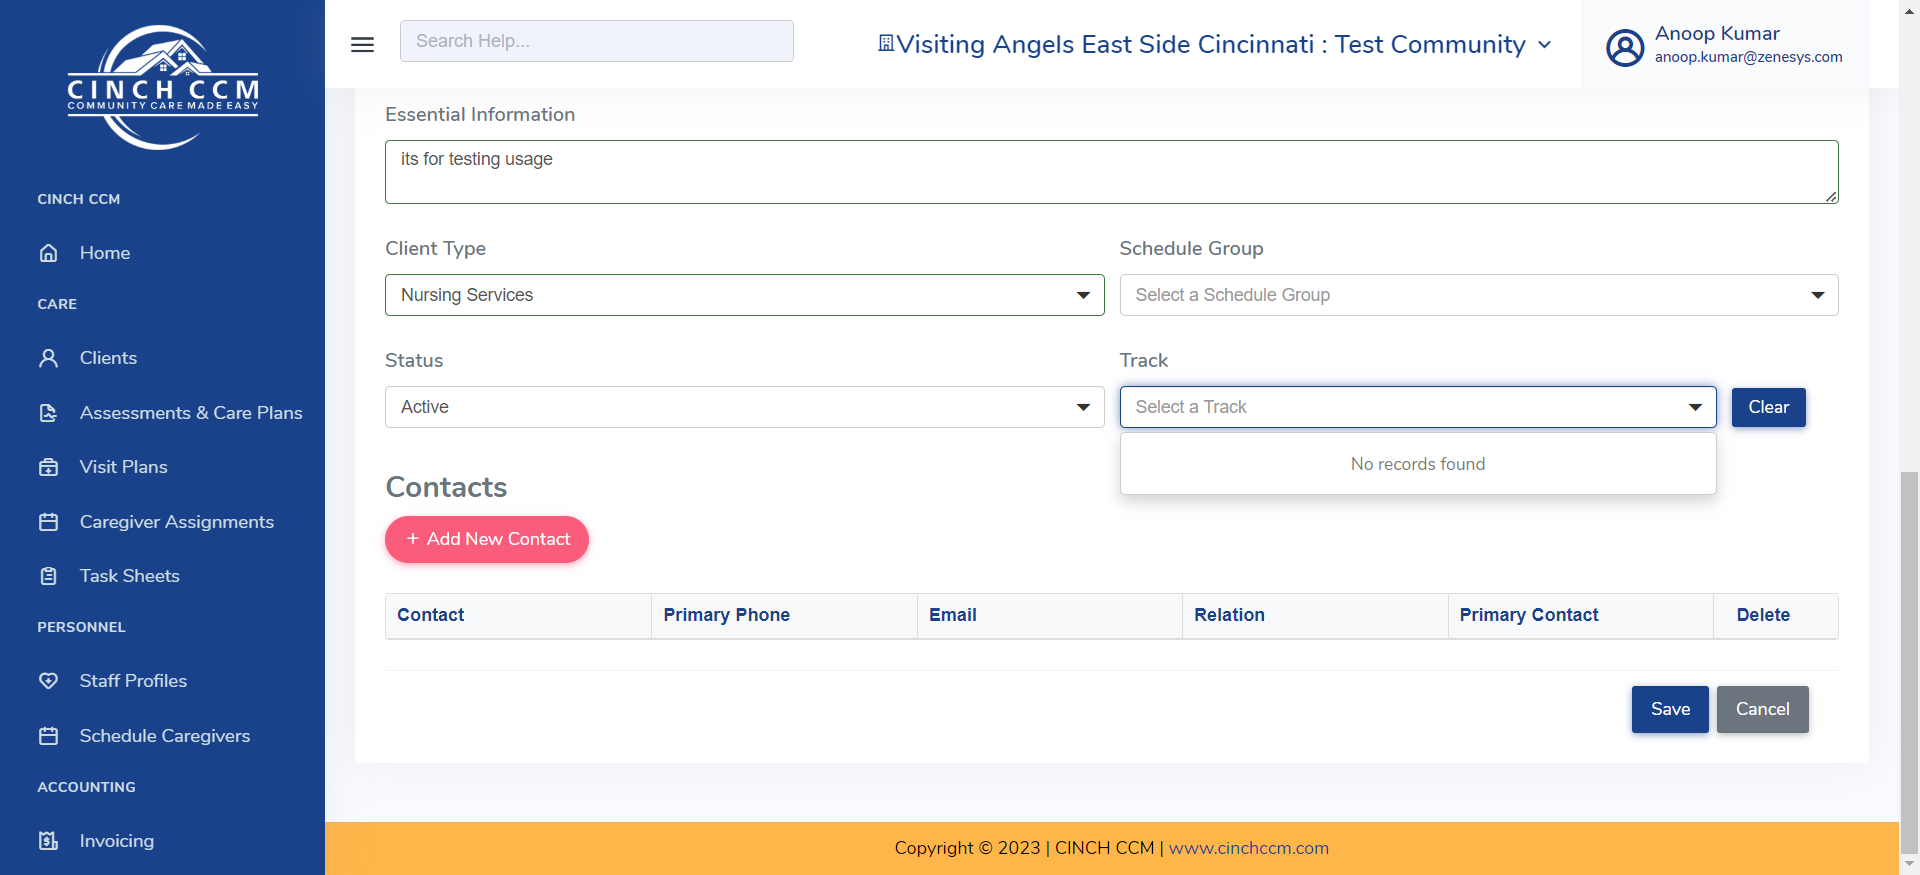 CINCH CCM
COMMUNITY CARE MADE EASY
CINCH CCM
Home
CARE
Clients
Assessments & Care Plans
Visit Plans
Caregiver Assignments
Task Sheets
PERSONNEL
Staff Profiles
Schedule Caregivers
ACCOUNTING
Invoicing
Search Help...
Visiting Angels East Side Cincinnati : Test Community
Anoop Kumar
anoop.kumar@zenesys.com
Essential Information
its for testing usage
Client Type
Schedule Group
Nursing Services
Select a Schedule Group
Status
Track
Active
Select a Track
Clear
No records found
Contacts
+ Add New Contact
Contact Primary Phone Email Relation Primary Contact Delete
Save
Cancel
Copyright © 2023 | CINCH CCM | www.cinchccm.com